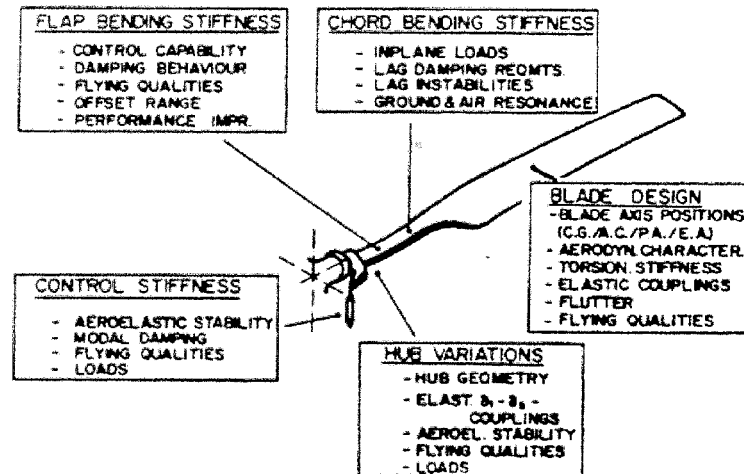 FLAP BENDING STIFFNESS
- CONTROL CAPABILITY
- DAMPING BEHAVIOUR
- FLYING QUALITIES
- OFFSET RANGE
- PERFORMANCE IMPR.
CHORD BENDING STIFFNESS
- INPLANE LOADS
- LAG DAMPING REQMTS.
- LAG INSTABILITIES
- GROUND & AIR RESONANCE
BLADE DESIGN
- BLADE AXIS POSITIONS
(C.G./A.C./P.A./E.A.)
- AERODYN. CHARACTER.
- TORSION. STIFFNESS
- ELASTIC COUPLINGS
- FLUTTER
- FLYING QUALITIES
CONTROL STIFFNESS
- AEROELASTIC STABILITY
- MODAL DAMPING
- FLYING QUALITIES
- LOADS
HUB VARIATIONS
- HUB GEOMETRY
- ELAST.
COUPLINGS
- AEROEL. STABILITY
- FLYING QUALITIES
- LOADS